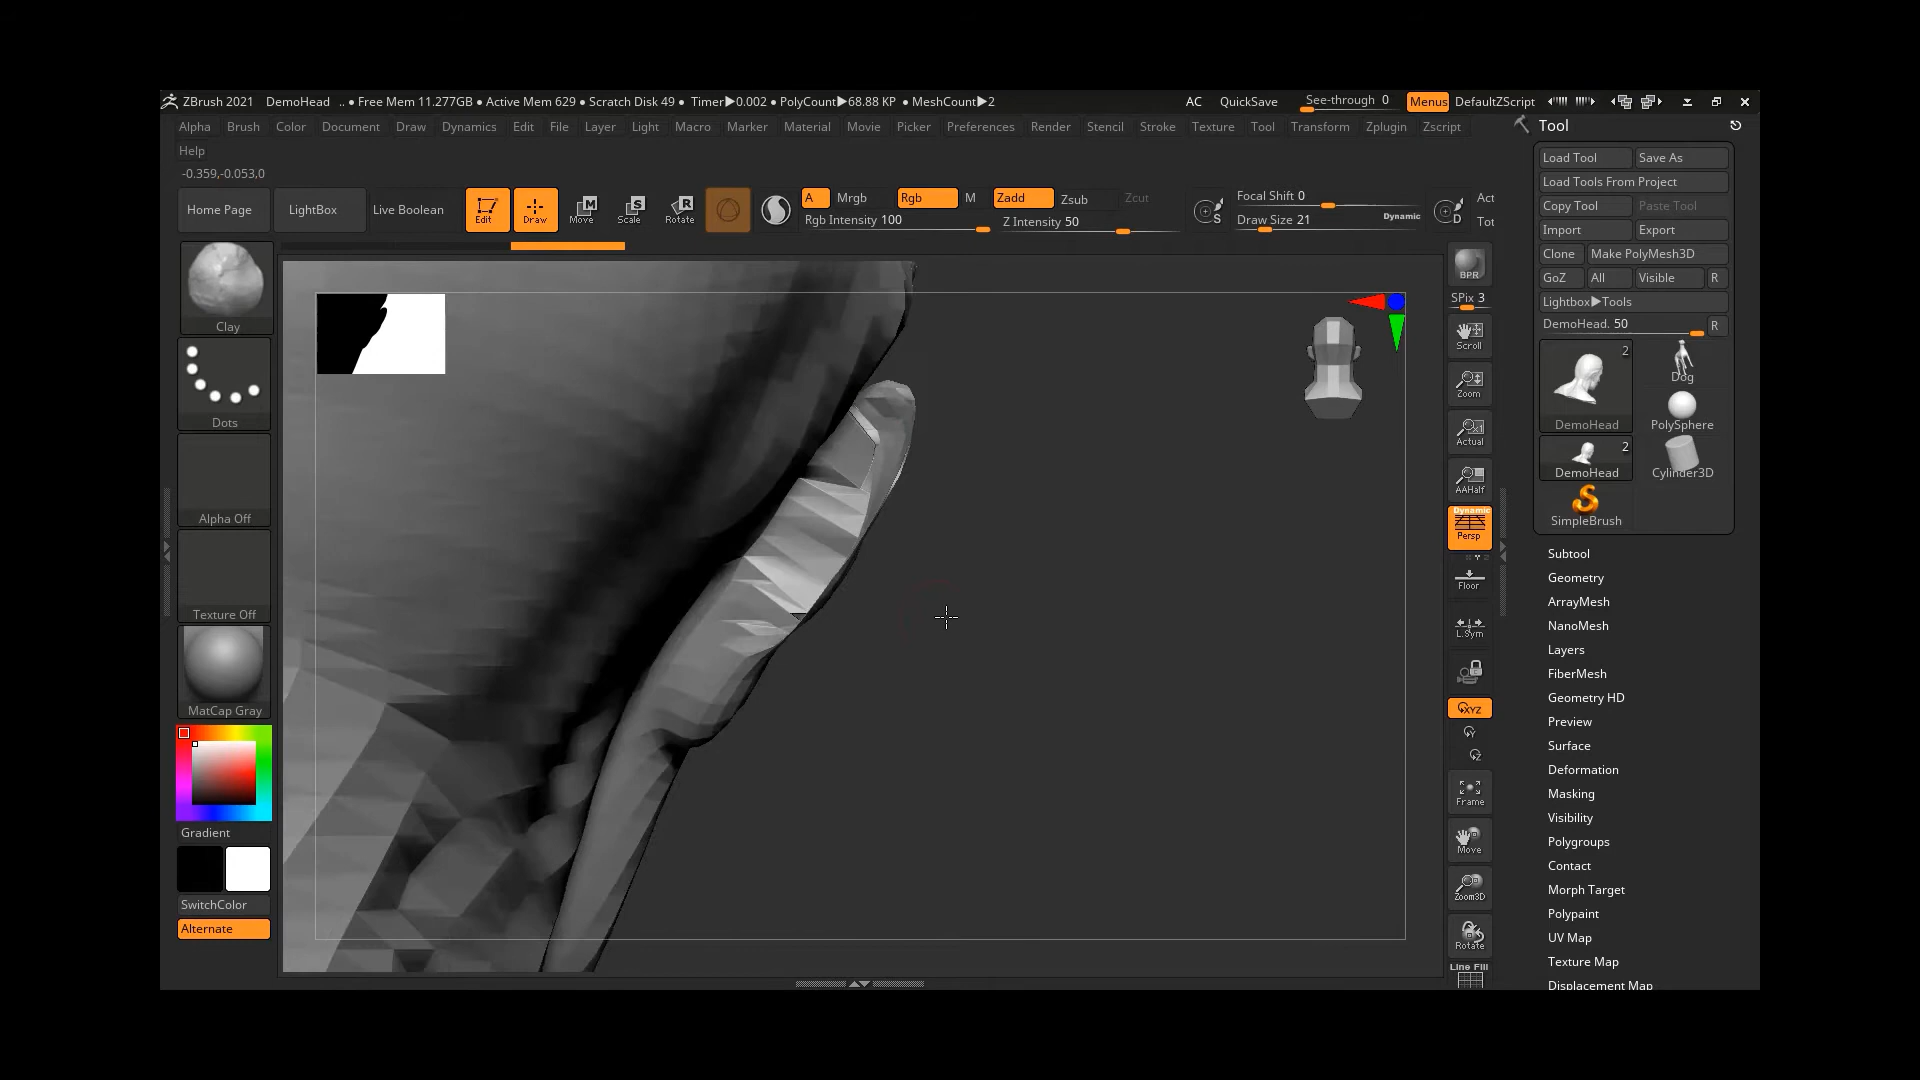 ZBrush 2021 DemoHead .. ● Free Mem 11.277GB ● Active Mem 629 ● Scratch Disk 49 ● Timer▶0.002 ● PolyCount▶68.88 KP ● MeshCount▶2 AC QuickSave See-through 0 Menus DefaultZScript
Alpha Brush Color Document Draw Dynamics Edit File Layer Light Macro Marker Material Movie Picker Preferences Render Stencil Stroke Texture Tool Transform Zplugin Zscript
Help
-0.359,-0.053,0
Home Page LightBox Live Boolean Edit Draw Move Scale Rotate A Mrgb Rgb M Zadd Zsub Zcut Focal Shift 0 Act
Rgb Intensity 100 Z Intensity 50 Draw Size 21 Dynamic Tot
M S R S D
Clay
Dots
Alpha Off
Texture Off
MatCap Gray
Gradient
SwitchColor
Alternate
BPR
SPix 3
Scroll
Zoom
Actual
AAHalf
Dynamic
Persp
Floor
L.Sym
XYZ
Y
Z
Frame
Move
Zoom3D
Rotate
Line Fill
Tool
Load Tool Save As
Load Tools From Project
Copy Tool Paste Tool
Import Export
Clone Make PolyMesh3D
GoZ All Visible R
Lightbox▶Tools
DemoHead. 50 R
2
Dog
DemoHead PolySphere
2
DemoHead Cylinder3D
SimpleBrush
Subtool
Geometry
ArrayMesh
NanoMesh
Layers
FiberMesh
Geometry HD
Preview
Surface
Deformation
Masking
Visibility
Polygroups
Contact
Morph Target
Polypaint
UV Map
Texture Map
Displacement Map